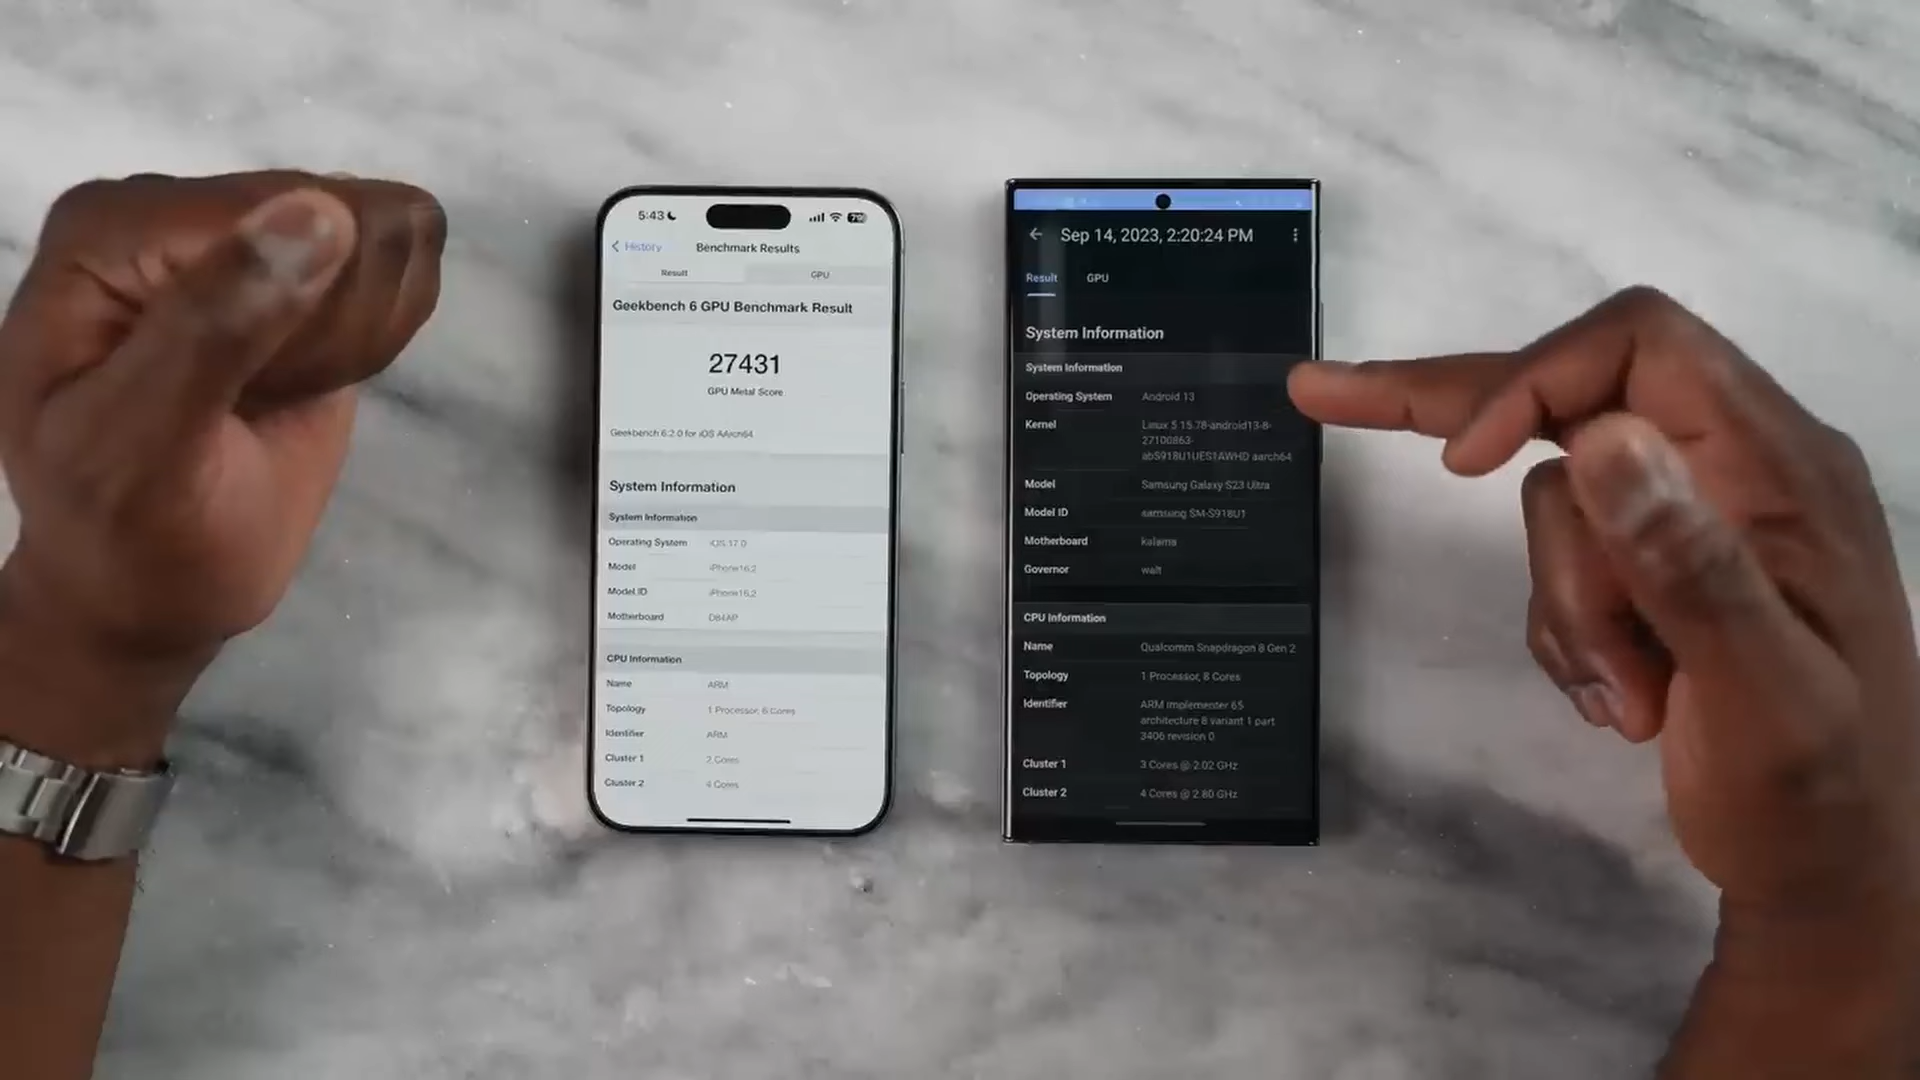 5:43
79
History
Benchmark Results
Result
GPU
Geekbench 6 GPU Benchmark Result
27431
GPU Metal Score
Geekbench 6.2.0 for iOS AArch64
System Information
System Information
Operating System iOS 17.0
Model iPhone16,2
Model ID iPhone16,2
Motherboard D84AP
CPU Information
Name ARM
Topology 1 Processor, 6 Cores
Identifier ARM
Cluster 1 2 Cores
Cluster 2 4 Cores
Sep 14, 2023, 2:20:24 PM
Result GPU
System Information
System Information
Operating System Android 13
Kernel Linux 5.15.78-android13-8-
27100863-
abS918U1UES1AWHD aarch64
Model Samsung Galaxy S23 Ultra
Model ID samsung SM-S918U1
Motherboard kalama
Governor walt
CPU Information
Name Qualcomm Snapdragon 8 Gen 2
Topology 1 Processor, 8 Cores
Identifier ARM implementer 65
architecture 8 variant 1 part
3406 revision 0
Cluster 1 3 Cores @ 2.02 GHz
Cluster 2 4 Cores @ 2.80 GHz